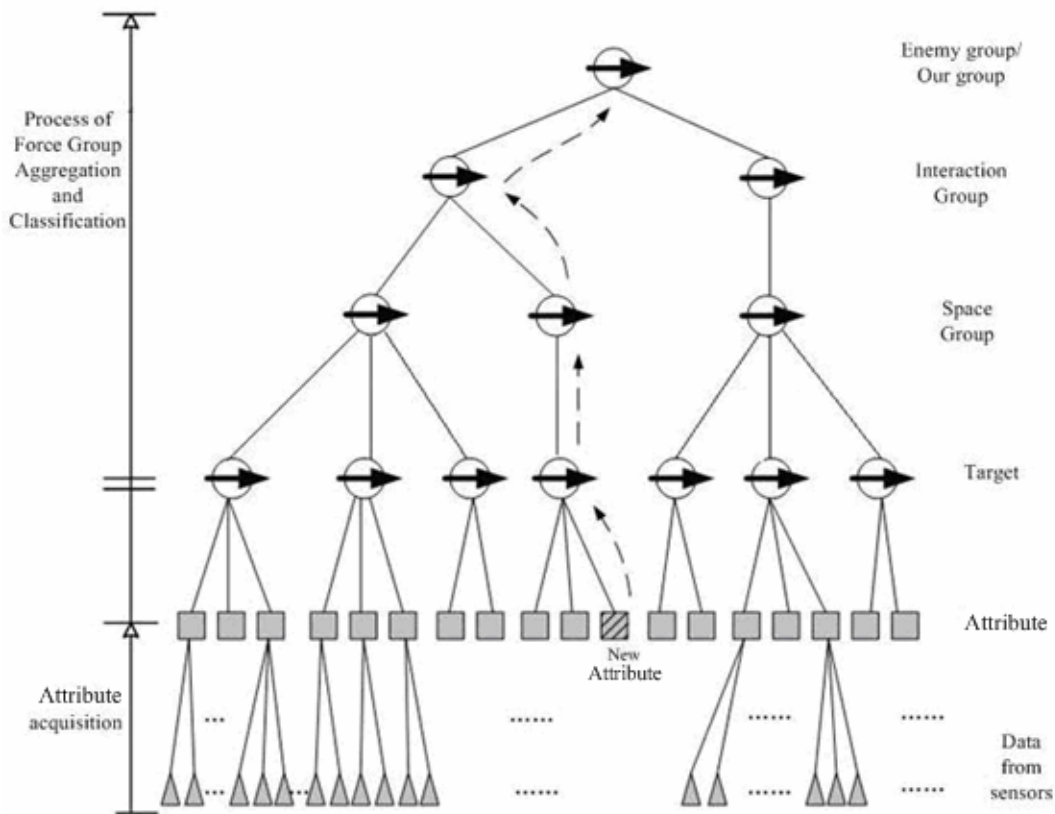 Enemy group/
Our group
Process of
Force Group
Aggregation
and
Classification
Interaction
Group
Space
Group
Target
Attribute
New
Attribute
Attribute
acquisition
...
......
......
......
Data
from
sensors
...
...
......
......
......